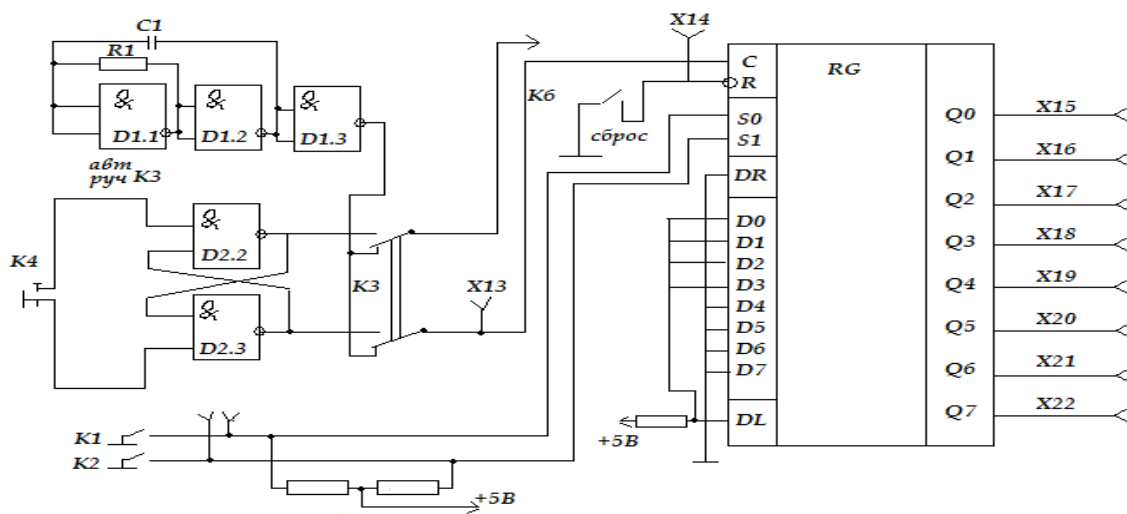 C1
R1
&
D1.1
&
D1.2
&
D1.3
авт
руч K3
&
D2.2
K4
&
D2.3
K3
X13
K6
X14
сброс
K1
K2
+5В
+5В
C
R
S0
S1
DR
D0
D1
D2
D3
D4
D5
D6
D7
DL
RG
Q0
Q1
Q2
Q3
Q4
Q5
Q6
Q7
X15
X16
X17
X18
X19
X20
X21
X22